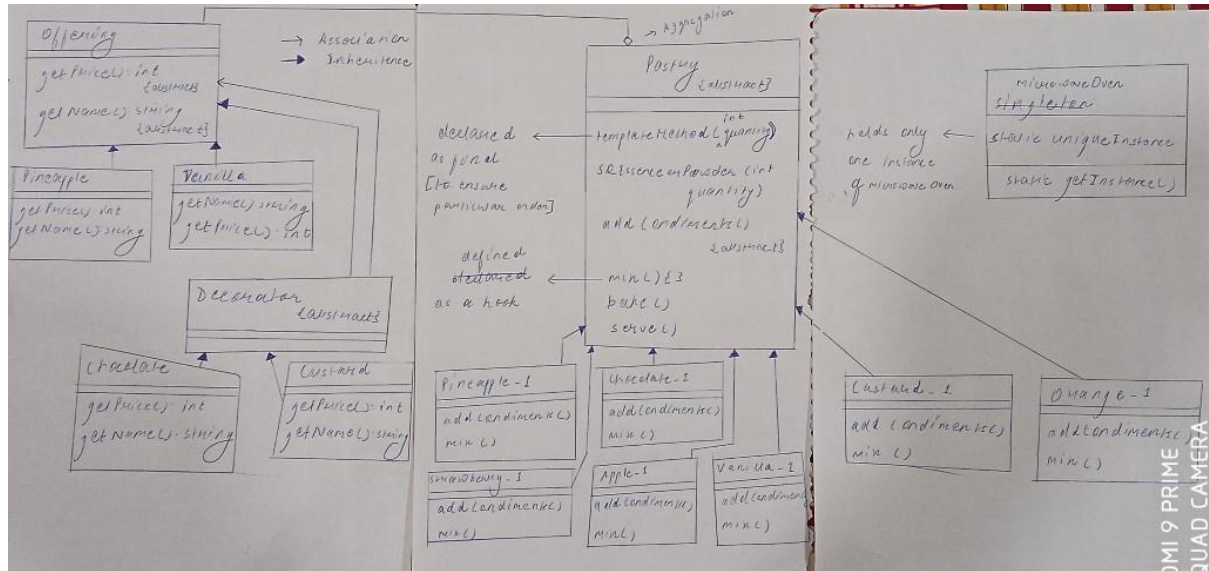 Offering
getPrice(): int
{abstract}
getName(): string
{abstract}
→ Association
→ Inheritence
Pineapple
getPrice(): int
getName(): string
Vanilla
getName(): string
getPrice(): int
Decorator
{abstract}
Chocolate
getPrice(): int
getName(): string
Custard
getPrice(): int
getName(): string
→ Aggregation
Pastry
{abstract}
templateMethod(int quantity)
SREssence or Powder (int
quantity)
add Condiments()
{abstract}
mix() {}
bake()
serve()
declared
as final
[to ensure
particular order]
defined
declared
as a hook
Pineapple-1
add Condiments()
mix()
Chocolate-1
add Condiments()
mix()
Strawberry-1
add Condiments()
mix()
Apple-1
add Condiments()
mix()
Vanilla-1
add Condiments
mix()
microwaveOven
singleton
static uniqueInstance
static getInstance()
holds only
one instance
of microwave Oven
Custard-1
add Condiments()
mix()
Orange-1
add Condiments()
mix()
DMI 9 PRIME
QUAD CAMERA